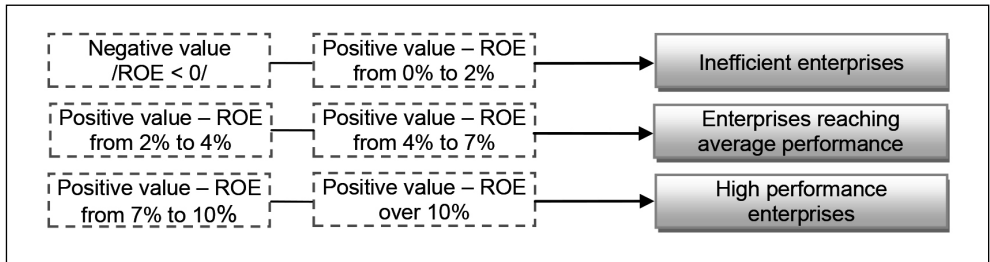 Negative value
/ROE < 0/
Positive value – ROE
from 0% to 2%
Inefficient enterprises
Positive value – ROE
from 2% to 4%
Positive value – ROE
from 4% to 7%
Enterprises reaching
average performance
Positive value – ROE
from 7% to 10%
Positive value – ROE
over 10%
High performance
enterprises